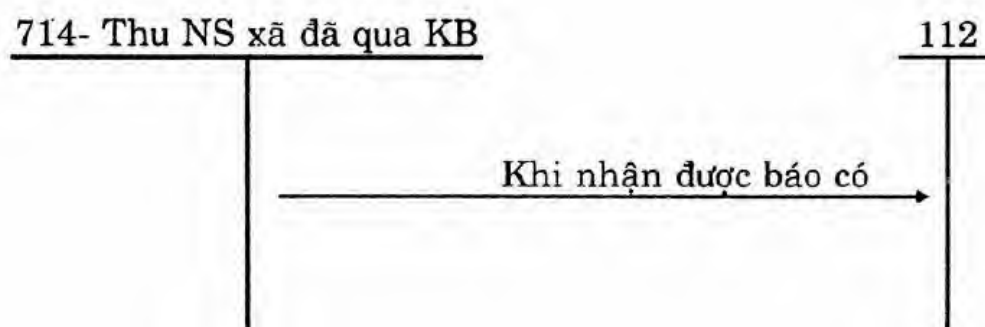 714- Thu NS xã đã qua KB
112
Khi nhận được báo có